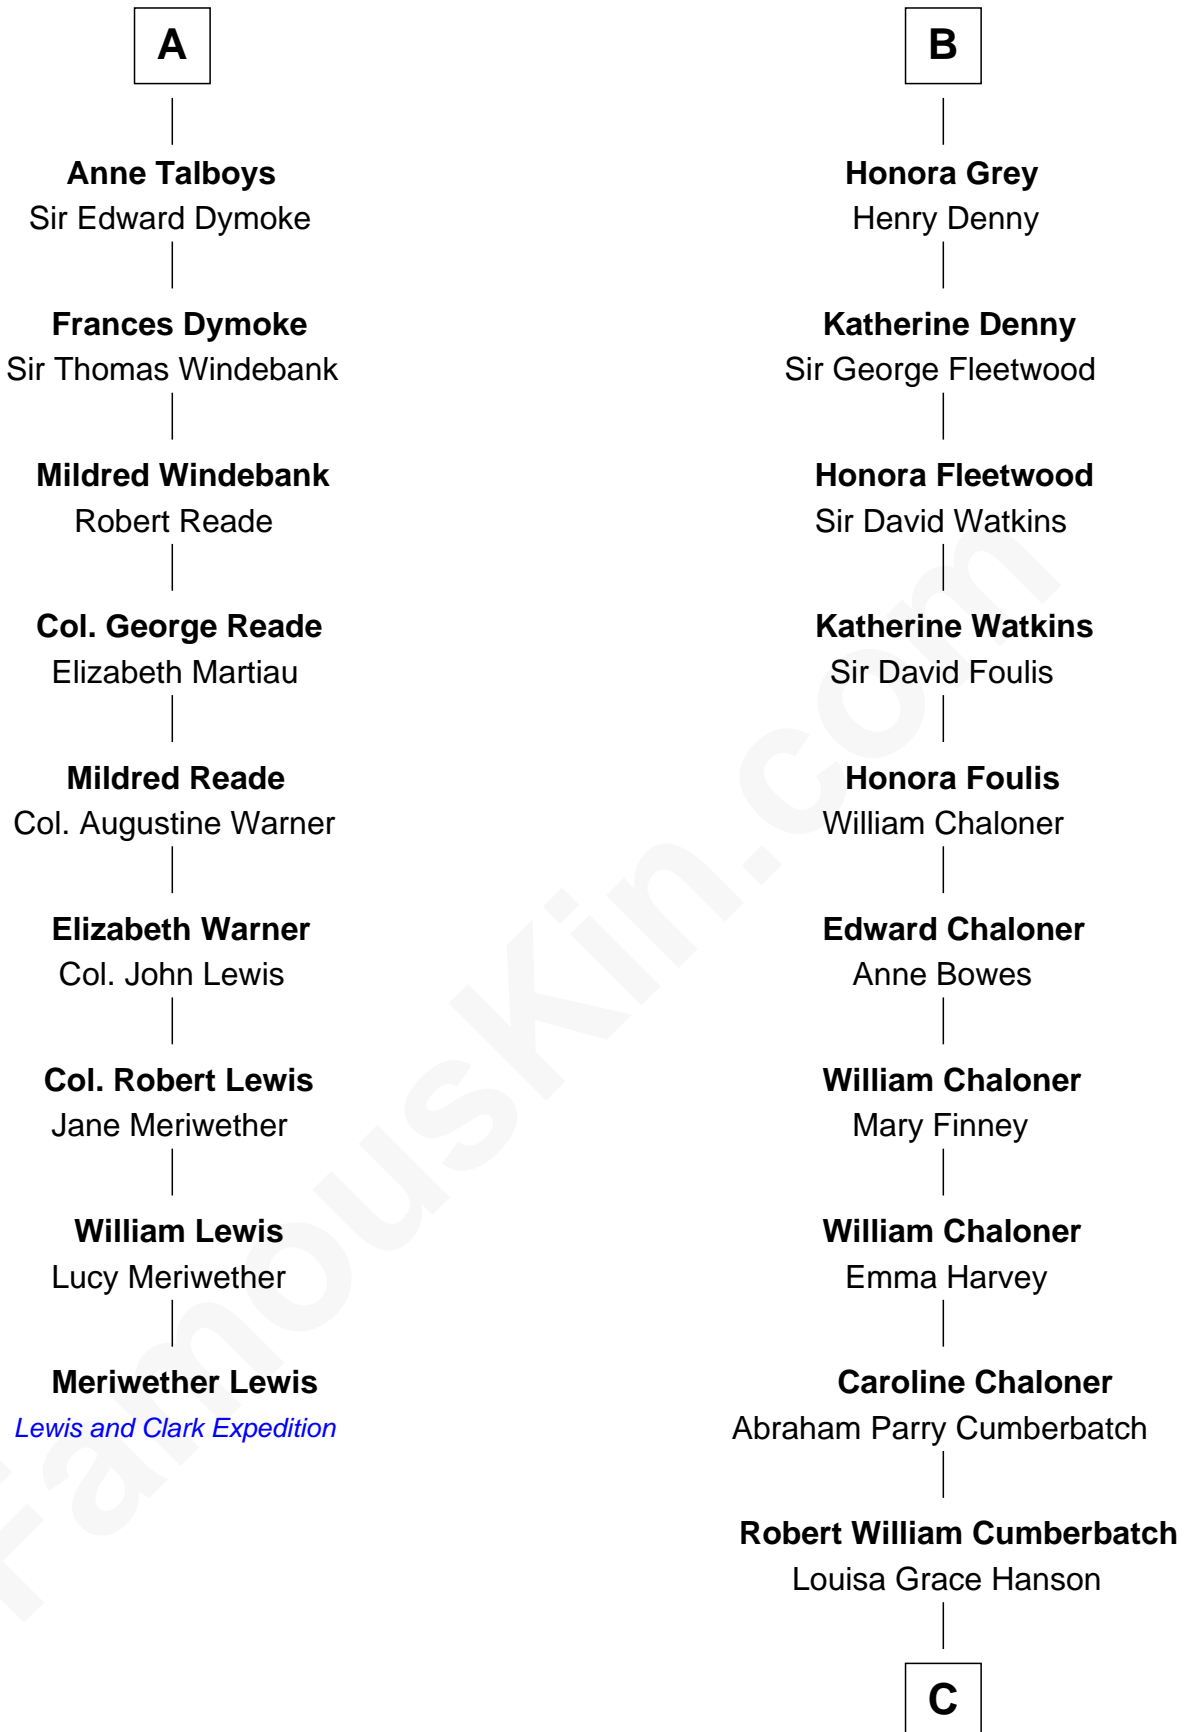 A
Anne Talboys
Sir Edward Dymoke
Frances Dymoke
Sir Thomas Windebank
Mildred Windebank
Robert Reade
Col. George Reade
Elizabeth Martiau
Mildred Reade
Col. Augustine Warner
Elizabeth Warner
Col. John Lewis
Col. Robert Lewis
Jane Meriwether
William Lewis
Lucy Meriwether
Meriwether Lewis
Lewis and Clark Expedition
B
Honora Grey
Henry Denny
Katherine Denny
Sir George Fleetwood
Honora Fleetwood
Sir David Watkins
Katherine Watkins
Sir David Foulis
Honora Foulis
William Chaloner
Edward Chaloner
Anne Bowes
William Chaloner
Mary Finney
William Chaloner
Emma Harvey
Caroline Chaloner
Abraham Parry Cumberbatch
Robert William Cumberbatch
Louisa Grace Hanson
C
FamousKin.com